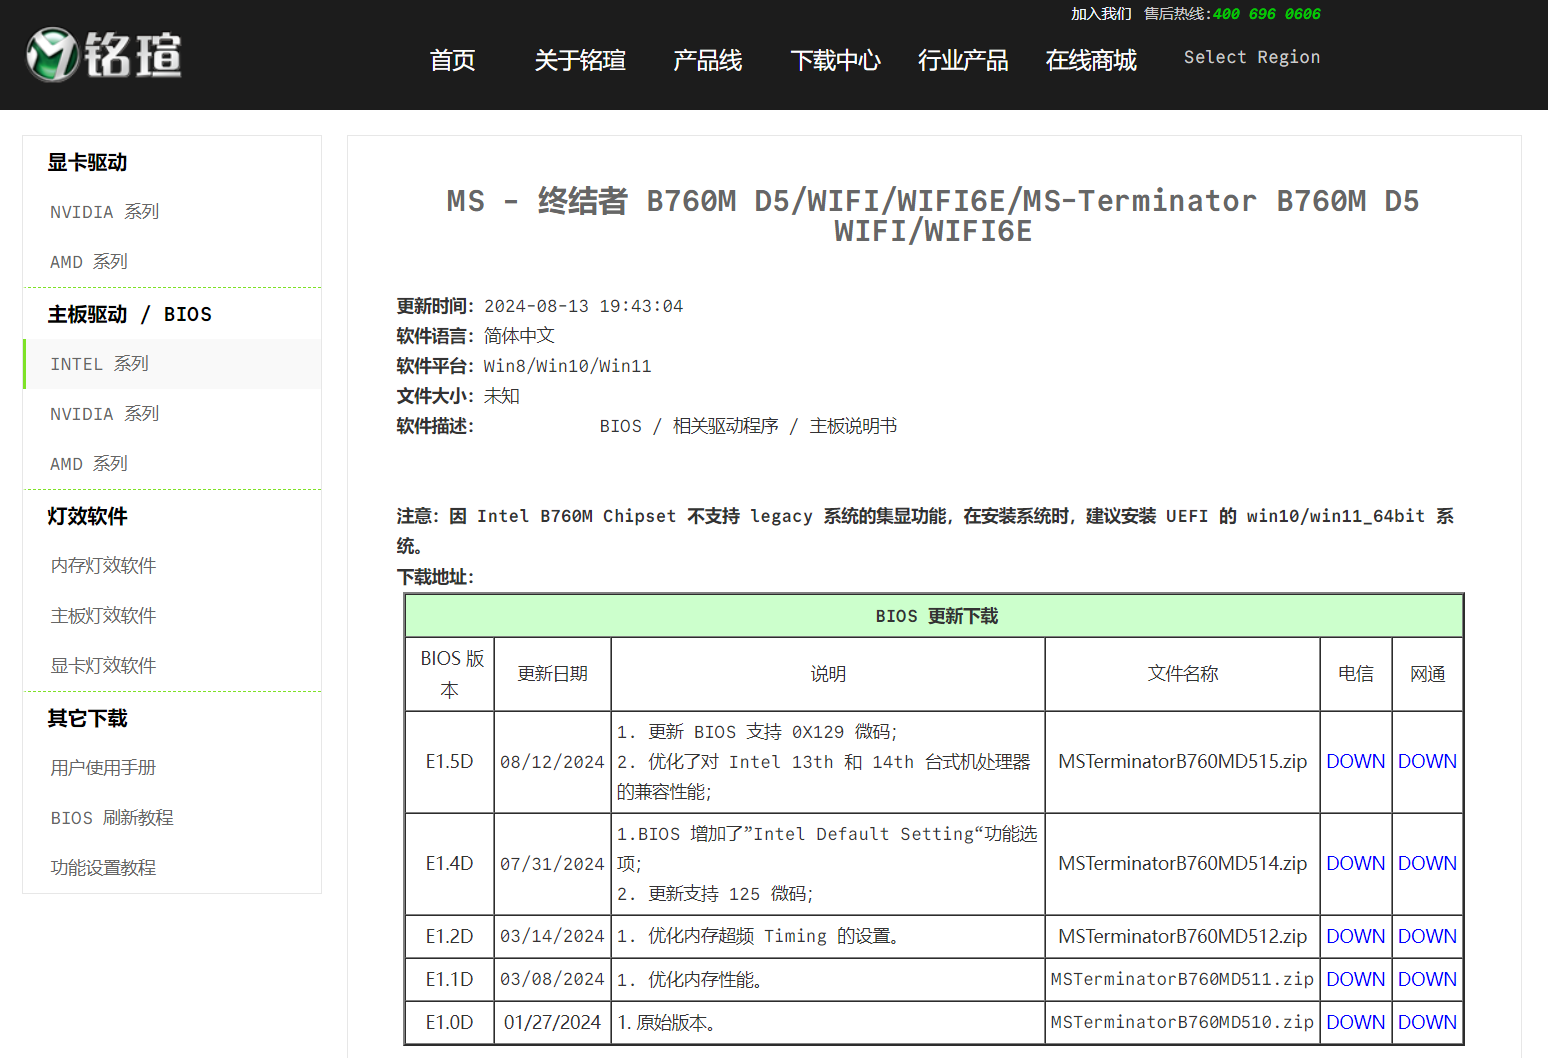 加入我们 售后热线:400 696 0606
铭瑄
首页 关于铭瑄 产品线 下载中心 行业产品 在线商城 Select Region
显卡驱动
NVIDIA 系列
AMD 系列
主板驱动 / BIOS
INTEL 系列
NVIDIA 系列
AMD 系列
灯效软件
内存灯效软件
主板灯效软件
显卡灯效软件
其它下载
用户使用手册
BIOS 刷新教程
功能设置教程
MS - 终结者 B760M D5/WIFI/WIFI6E/MS-Terminator B760M D5
WIFI/WIFI6E
更新时间: 2024-08-13 19:43:04
软件语言: 简体中文
软件平台: Win8/Win10/Win11
文件大小: 未知
软件描述: BIOS / 相关驱动程序 / 主板说明书
注意: 因 Intel B760M Chipset 不支持 legacy 系统的集显功能, 在安装系统时, 建议安装 UEFI 的 win10/win11_64bit 系
统。
下载地址:
BIOS 更新下载
BIOS 版
本 更新日期 说明 文件名称 电信 网通
1. 更新 BIOS 支持 0X129 微码;
E1.5D 08/12/2024 2. 优化了对 Intel 13th 和 14th 台式机处理器 MSTerminatorB760MD515.zip DOWN DOWN
的兼容性能;
1.BIOS 增加了”Intel Default Setting“功能选
E1.4D 07/31/2024 项; MSTerminatorB760MD514.zip DOWN DOWN
2. 更新支持 125 微码;
E1.2D 03/14/2024 1. 优化内存超频 Timing 的设置。 MSTerminatorB760MD512.zip DOWN DOWN
E1.1D 03/08/2024 1. 优化内存性能。 MSTerminatorB760MD511.zip DOWN DOWN
E1.0D 01/27/2024 1. 原始版本。 MSTerminatorB760MD510.zip DOWN DOWN